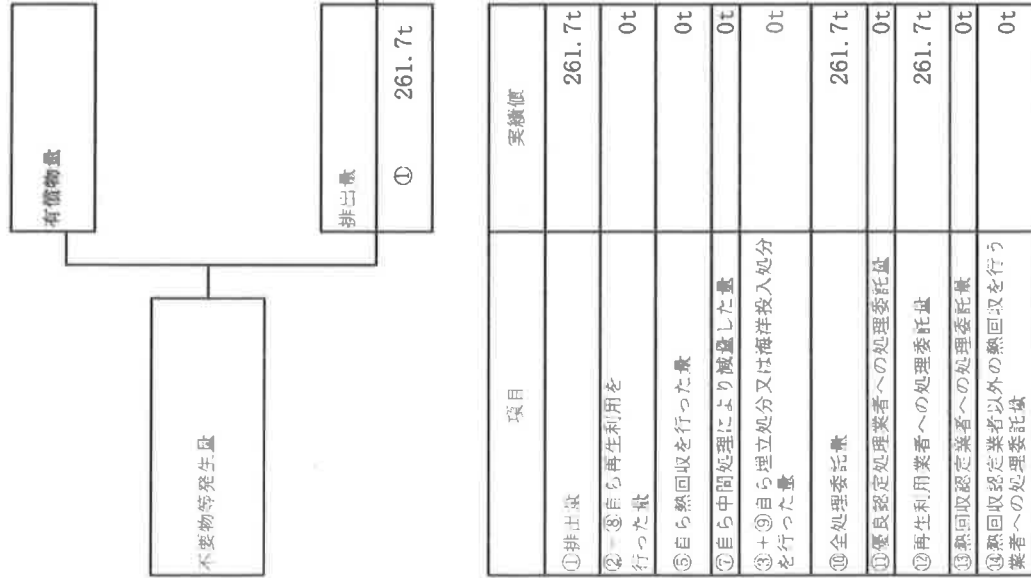 有償物量
不要物等発生量
排出量
① 261.7t
項目 実績値
①排出量 261.7t
②+⑧自ら再生利用を
行った量 0t
⑤自ら熱回収を行った量 0t
⑦自ら中間処理により減量した量 0t
③+⑨自ら埋立処分又は海洋投入処分
を行った量 0t
⑩全処理委託量 261.7t
⑪優良認定処理業者への処理委託量 0t
⑫再生利用業者への処理委託量 261.7t
⑬熱回収認定業者への処理委託量 0t
⑭熱回収認定業者以外の熱回収を行う
業者への処理委託量 0t